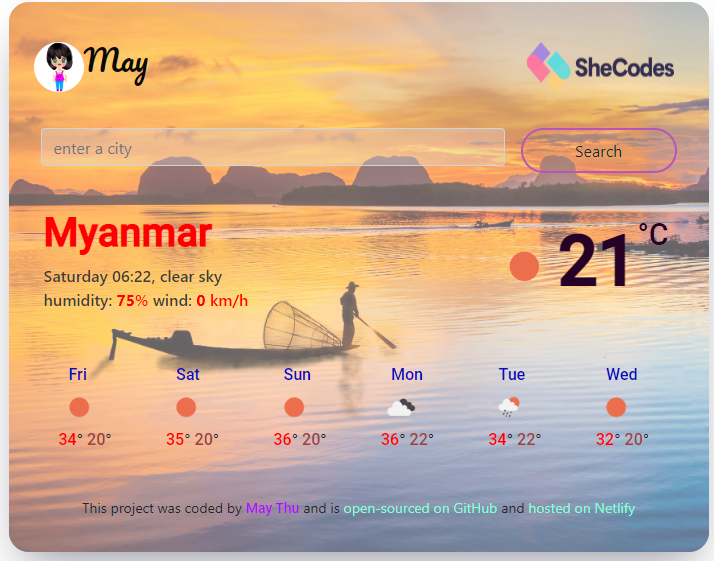 May
SheCodes
enter a city
Search
Myanmar
21 °C
Saturday 06:22, clear sky
humidity: 75% wind: 0 km/h
Fri Sat Sun Mon Tue Wed
34° 20° 35° 20° 36° 20° 36° 22° 34° 22° 32° 20°
This project was coded by May Thu and is open-sourced on GitHub and hosted on Netlify